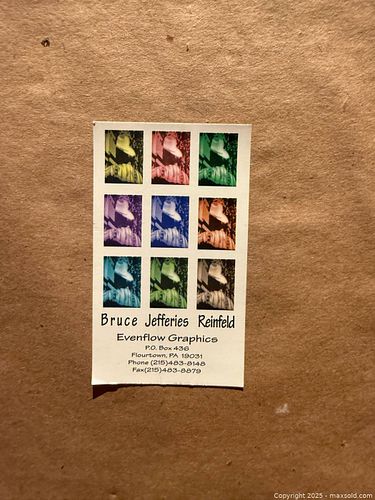 Bruce Jefferies Reinfeld
Evenflow Graphics
P.O. Box 436
Flourtown, PA 19031
Phone (215)483-8148
Fax(215)483-8879
Copyright 2025 - maxsold.com